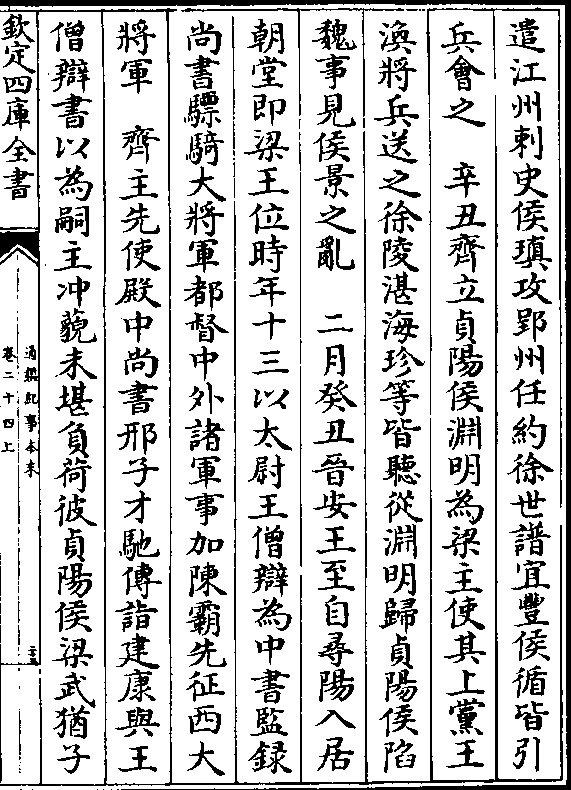 遣江州刺史侯瑱攻郢州任約徐世譜宜豐侯循皆引
兵會之　辛丑齊立貞陽侯淵明為梁主使其上黨王
渙將兵送之徐陵湛海珍等皆聽從淵明歸貞陽侯陷
魏事見侯景之亂　二月癸丑晉安王至自尋陽入居
朝堂即梁王位時年十三以太尉王僧辯為中書監録
尚書驃騎大將軍都督中外諸軍事加陳霸先征西大
將軍　齊主先使殿中尚書邢子才馳傳詣建康與王
僧辯書以為嗣主冲藐未堪負荷彼貞陽侯梁武猶子
欽定四庫全書
通鑑紀事本末
卷二十四上